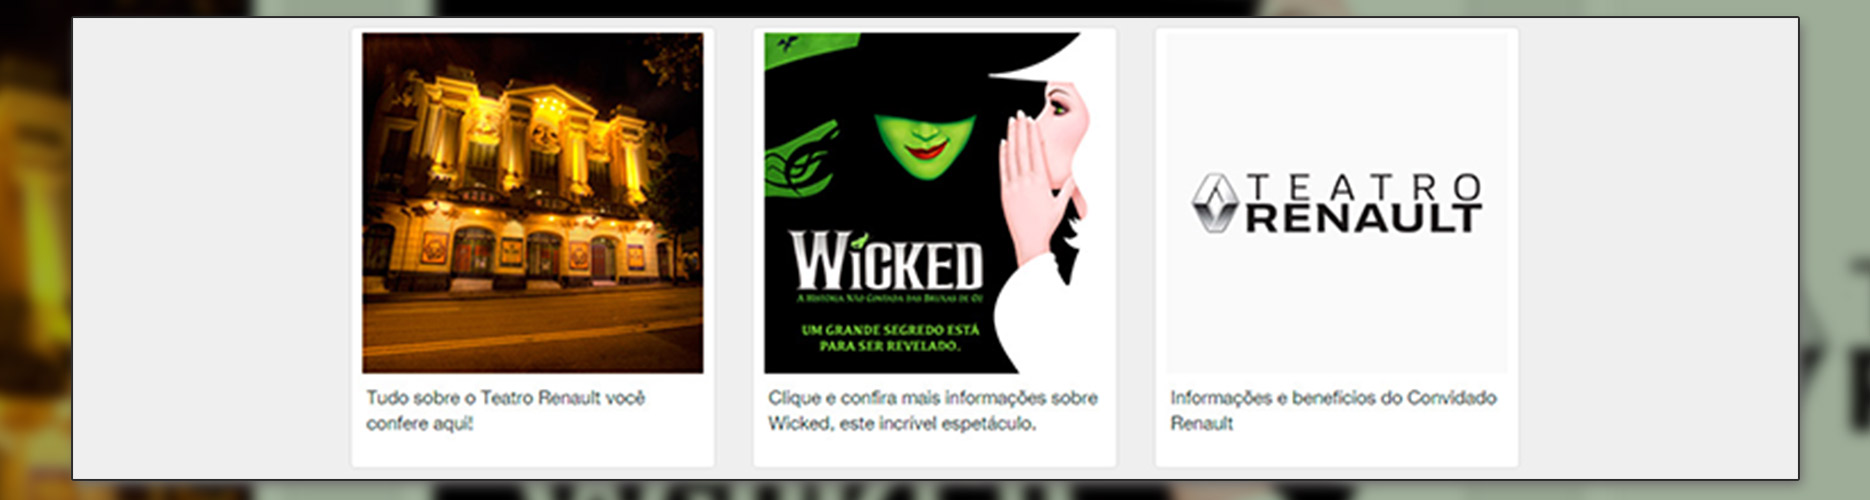 Tudo sobre o Teatro Renault você
confere aqui!
WICKED
A HISTÓRIA NÃO CONTADA DAS BRUXAS DE OZ
UM GRANDE SEGREDO ESTÁ
PARA SER REVELADO.
Clique e confira mais informações sobre
Wicked, este incrível espetáculo.
TEATRO
RENAULT
Informações e benefícios do Convidado
Renault